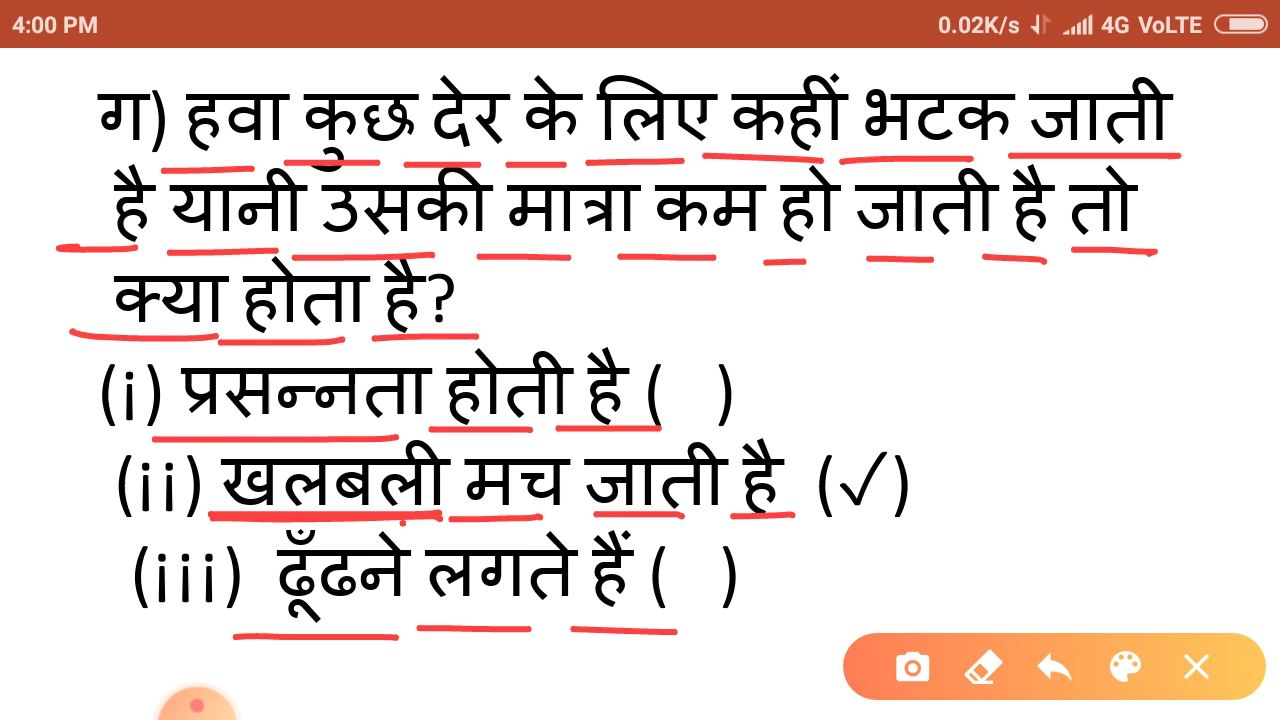 4:00 PM 0.02K/s 4G VoLTE
ग) हवा कुछ देर के लिए कहीं भटक जाती
है यानी उसकी मात्रा कम हो जाती है तो
क्या होता है?
(i) प्रसन्नता होती है ( )
(ii) खलबली मच जाती है (✓)
(iii) ढूँढने लगते हैं ( )